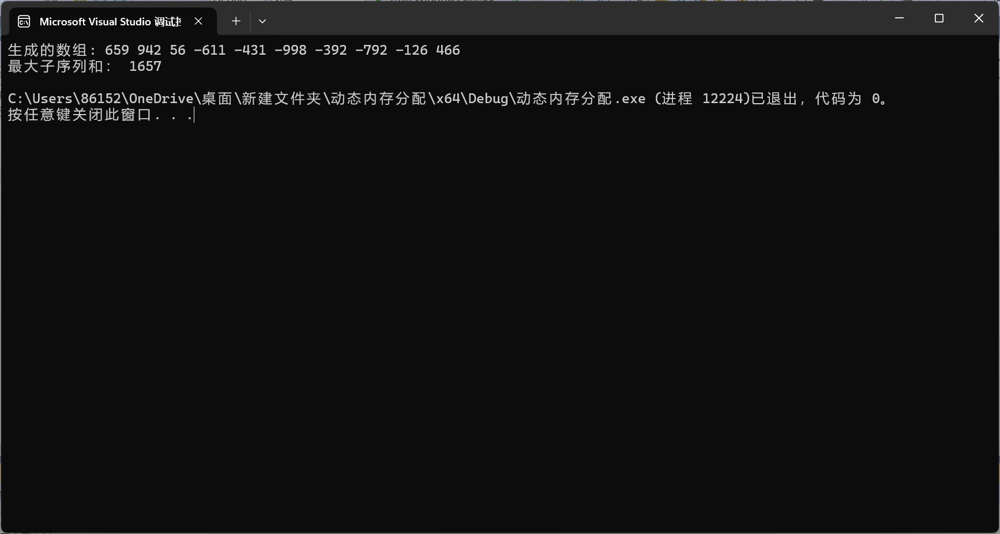 Microsoft Visual Studio 调试
生成的数组: 659 942 56 -611 -431 -998 -392 -792 -126 466
最大子序列和: 1657
C:\Users\86152\OneDrive\桌面\新建文件夹\动态内存分配\x64\Debug\动态内存分配.exe (进程 12224)已退出，代码为 0。
按任意键关闭此窗口. . .